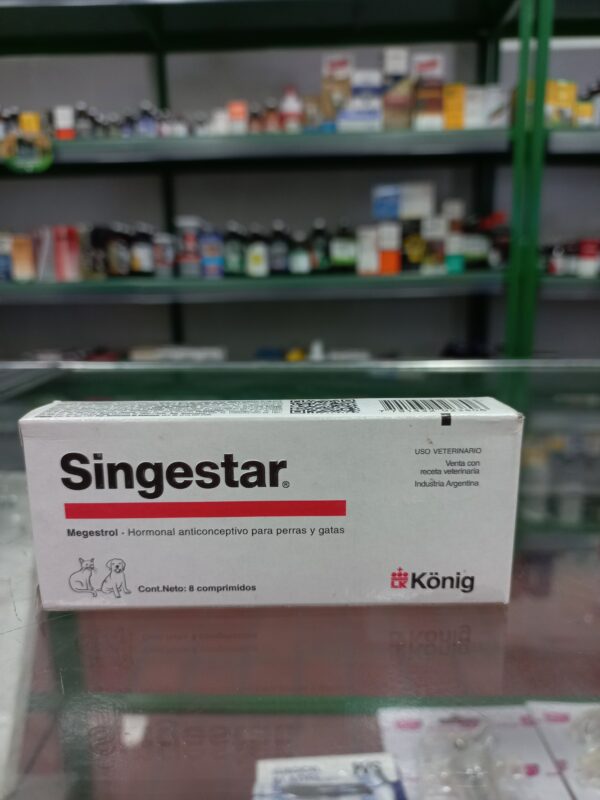 Singestar®
Megestrol - Hormonal anticonceptivo para perras y gatas
Cont.Neto: 8 comprimidos
USO VETERINARIO
Venta con
receta veterinaria
Industria Argentina
König